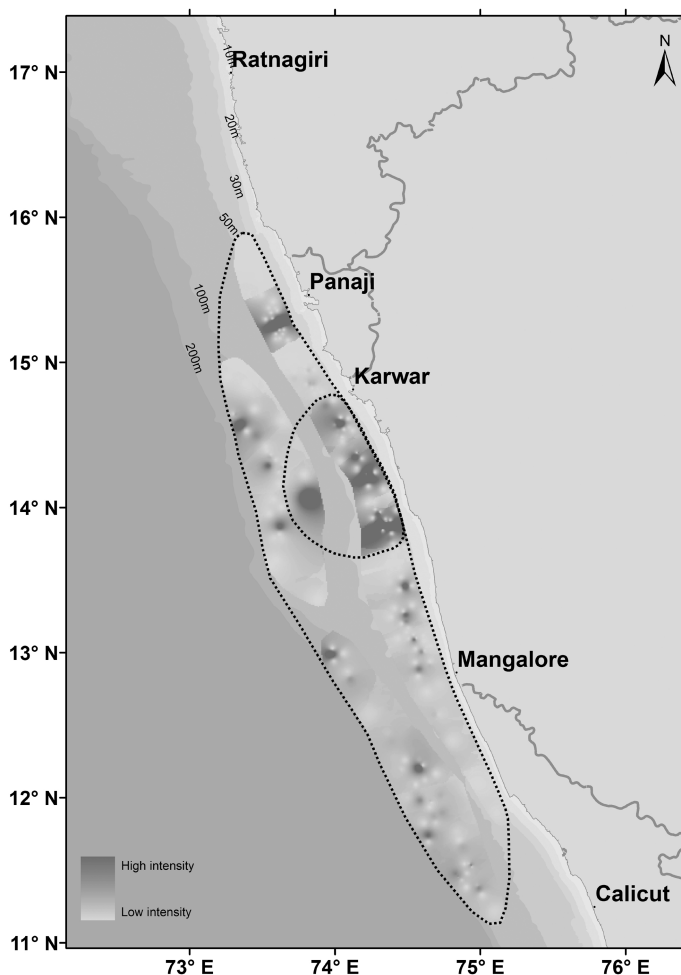 N
17° N
10m
Ratnagiri
20m
30m
16° N
50m
Panaji
100m
15° N
200m
Karwar
14° N
13° N
Mangalore
12° N
High intensity
Low intensity
Calicut
11° N
73° E
74° E
75° E
76° E